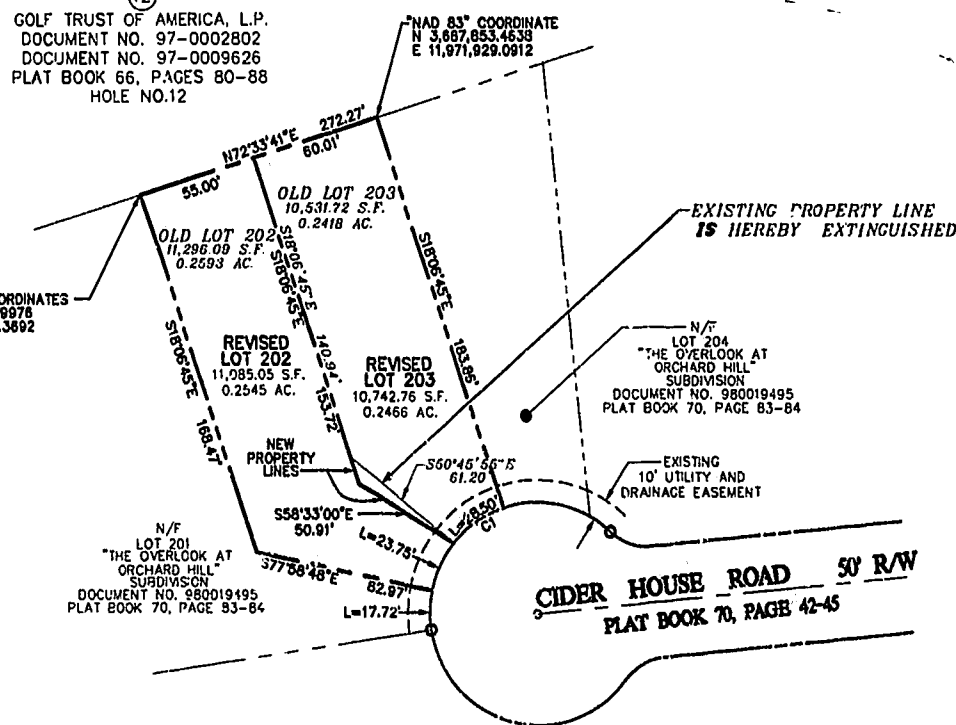 12
GOLF TRUST OF AMERICA, L.P.
DOCUMENT NO. 97-0002802
DOCUMENT NO. 97-0009626
PLAT BOOK 66, PAGES 80-88
HOLE NO.12
"NAD 83" COORDINATE
N 3,687,853.4638
E 11,971,929.0912
272.27'
N72°33'41"E
60.01'
55.00'
OLD LOT 203
10,531.72 S.F.
0.2418 AC.
OLD LOT 202
11,296.09 S.F.
0.2593 AC.
EXISTING PROPERTY LINE
IS HEREBY EXTINGUISHED
ORDINATES
9976
.3692
S18°06'45"E
S18°06'45"E
140.94'
153.72'
S18°06'45"E
183.86'
S18°06'45"E
168.47'
REVISED
LOT 202
11,085.05 S.F.
0.2545 AC.
REVISED
LOT 203
10,742.76 S.F.
0.2466 AC.
N/F
LOT 204
"THE OVERLOOK AT
ORCHARD HILL"
SUBDIVISION
DOCUMENT NO. 980019495
PLAT BOOK 70, PAGE 83-84
NEW
PROPERTY
LINES
S60°45'55"E
61.20
EXISTING
10' UTILITY AND
DRAINAGE EASEMENT
S58°33'00"E
50.91'
L=28.50'
C1
L=23.75'
N/F
LOT 201
"THE OVERLOOK AT
ORCHARD HILL"
SUBDIVISON
DOCUMENT NO. 980019495
PLAT BOOK 70, PAGE 83-84
S77°58'48"E
82.97'
L=17.72'
CIDER HOUSE ROAD 50' R/W
PLAT BOOK 70, PAGE 42-45